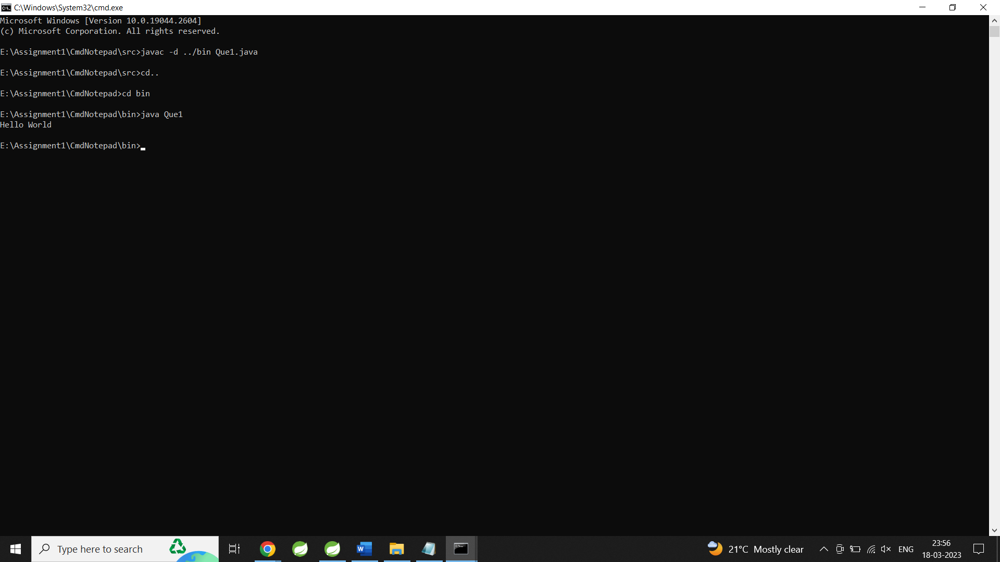 C:\Windows\System32\cmd.exe
Microsoft Windows [Version 10.0.19044.2604]
(c) Microsoft Corporation. All rights reserved.
E:\Assignment1\CmdNotepad\src>javac -d ../bin Que1.java
E:\Assignment1\CmdNotepad\src>cd..
E:\Assignment1\CmdNotepad>cd bin
E:\Assignment1\CmdNotepad\bin>java Que1
Hello World
E:\Assignment1\CmdNotepad\bin>
Type here to search
21°C Mostly clear
ENG
23:56
18-03-2023